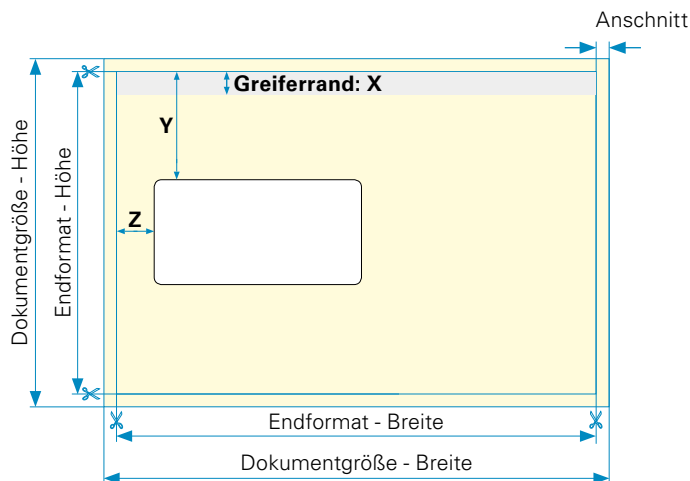 Anschnitt
Greiferrand: X
Y
Z
Dokumentgröße - Höhe
Endformat - Höhe
Endformat - Breite
Dokumentgröße - Breite